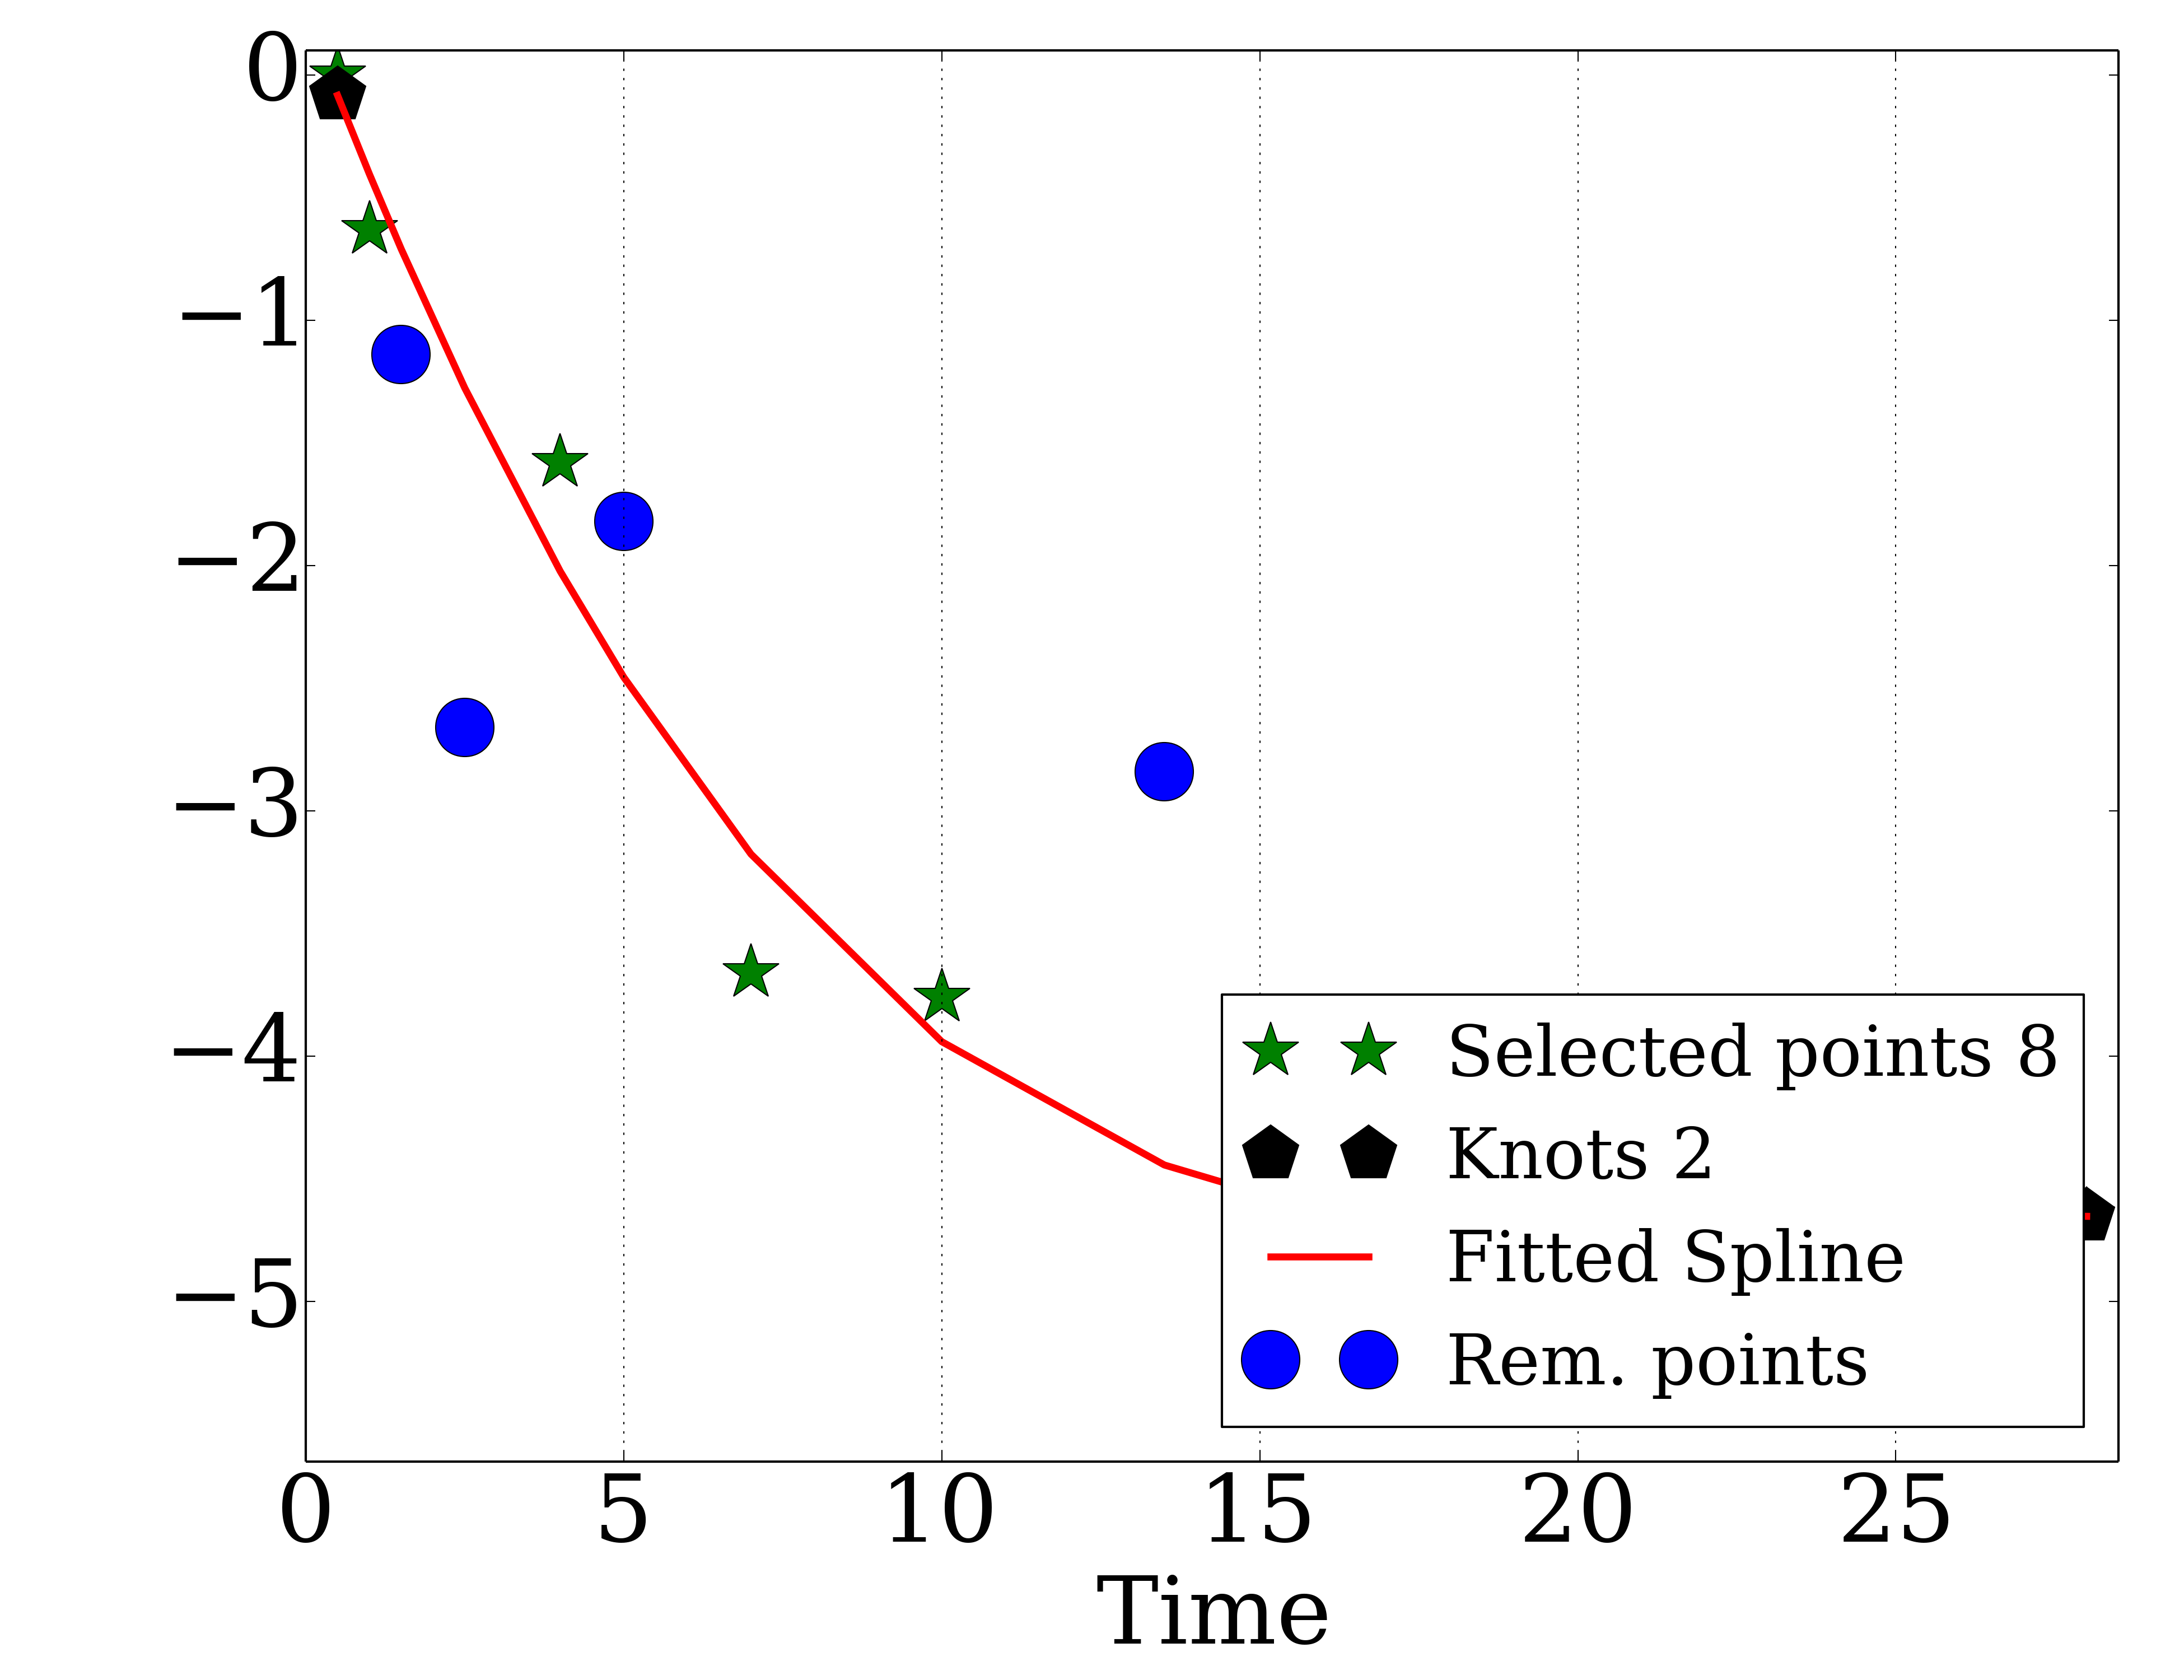 0
−1
−2
−3
−4
−5
Selected points 8
Knots 2
Fitted Spline
Rem. points
0 5 10 15 20 25
Time